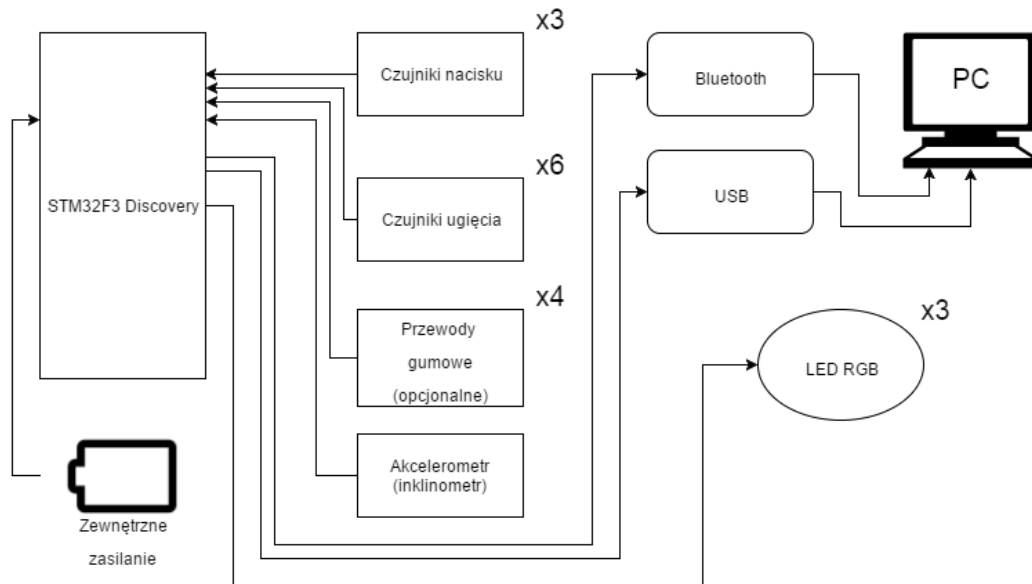 x3
Czujniki nacisku
Bluetooth
PC
x6
STM32F3 Discovery
Czujniki ugięcia
USB
x4
Przewody
gumowe
(opcjonalne)
x3
LED RGB
Akcelerometr
(inklinometr)
Zewnętrzne
zasilanie